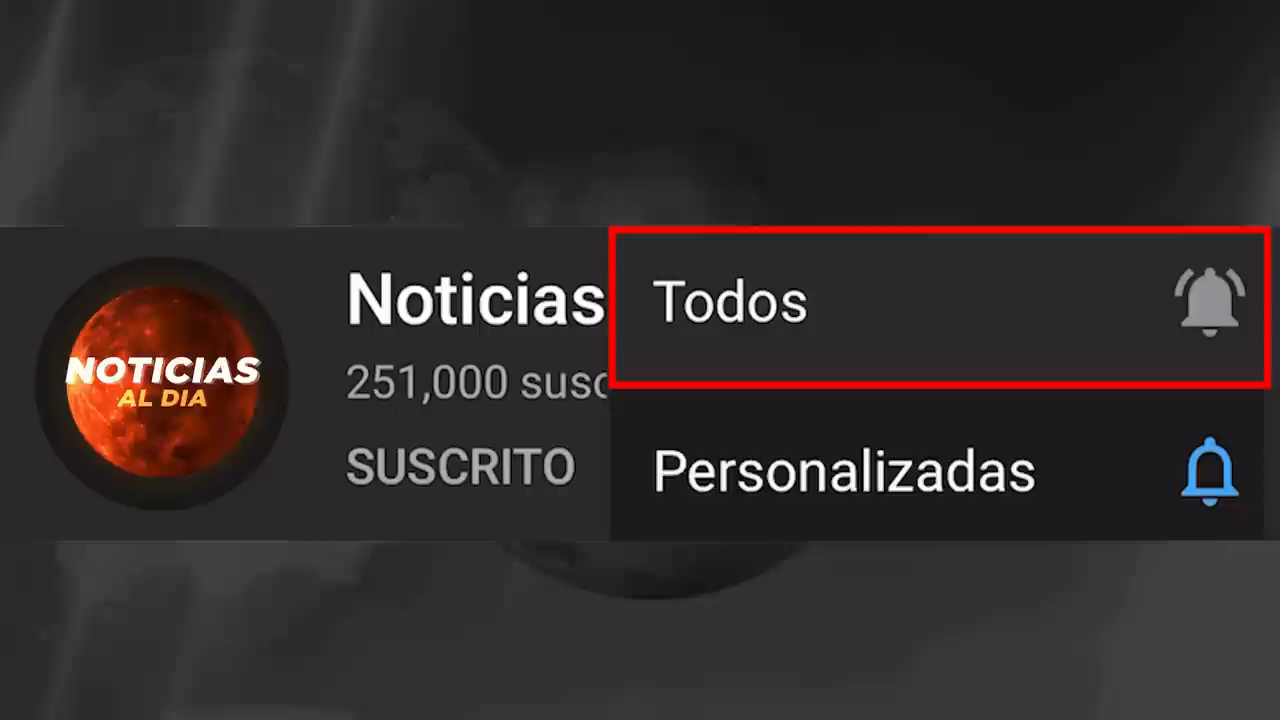 NOTICIAS
AL DIA
Noticias
251,000 susc
SUSCRITO
Todos
Personalizadas